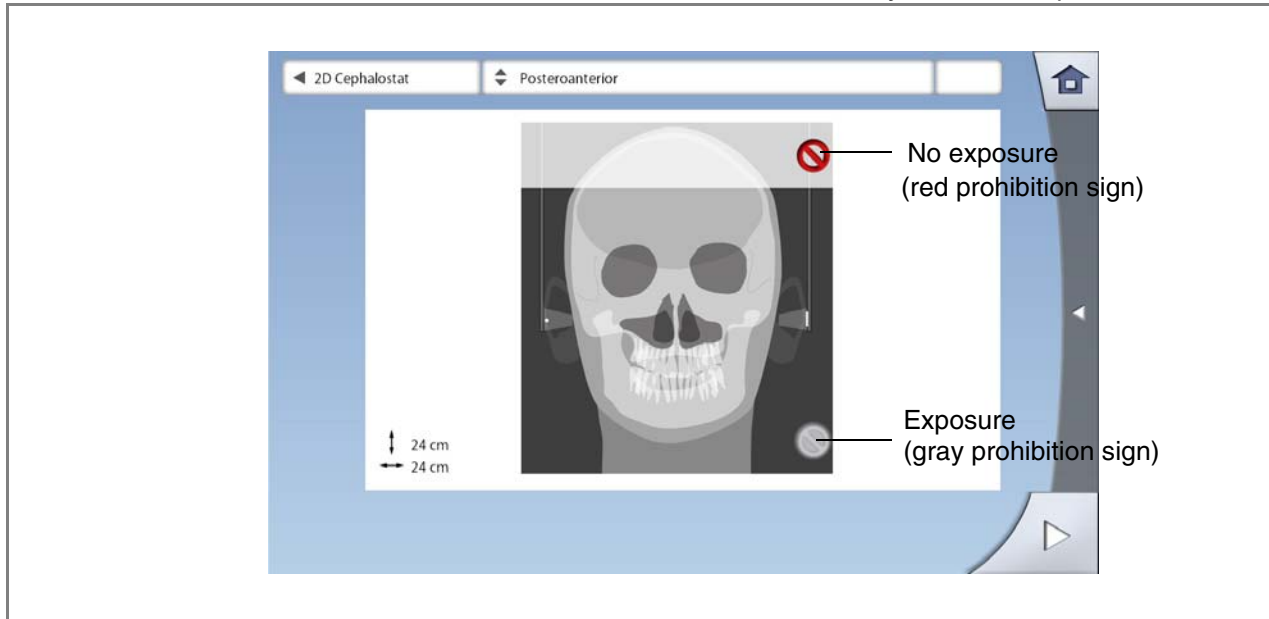 2D Cephalostat
Posteroanterior
No exposure
(red prohibition sign)
Exposure
(gray prohibition sign)
24 cm
24 cm